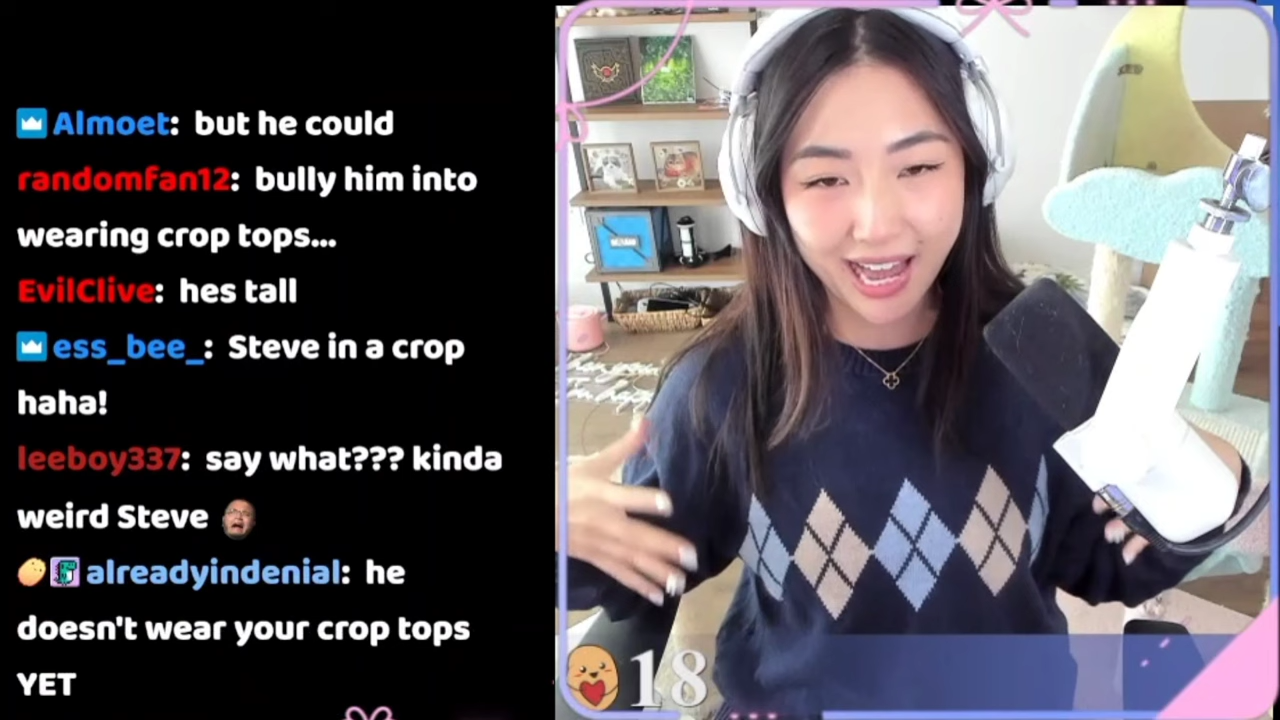 Almoet: but he could
randomfan12: bully him into
wearing crop tops...
EvilClive: hes tall
ess_bee_: Steve in a crop
haha!
leeboy337: say what??? kinda
weird Steve
alreadyindenial: he
doesn't wear your crop tops
YET
18